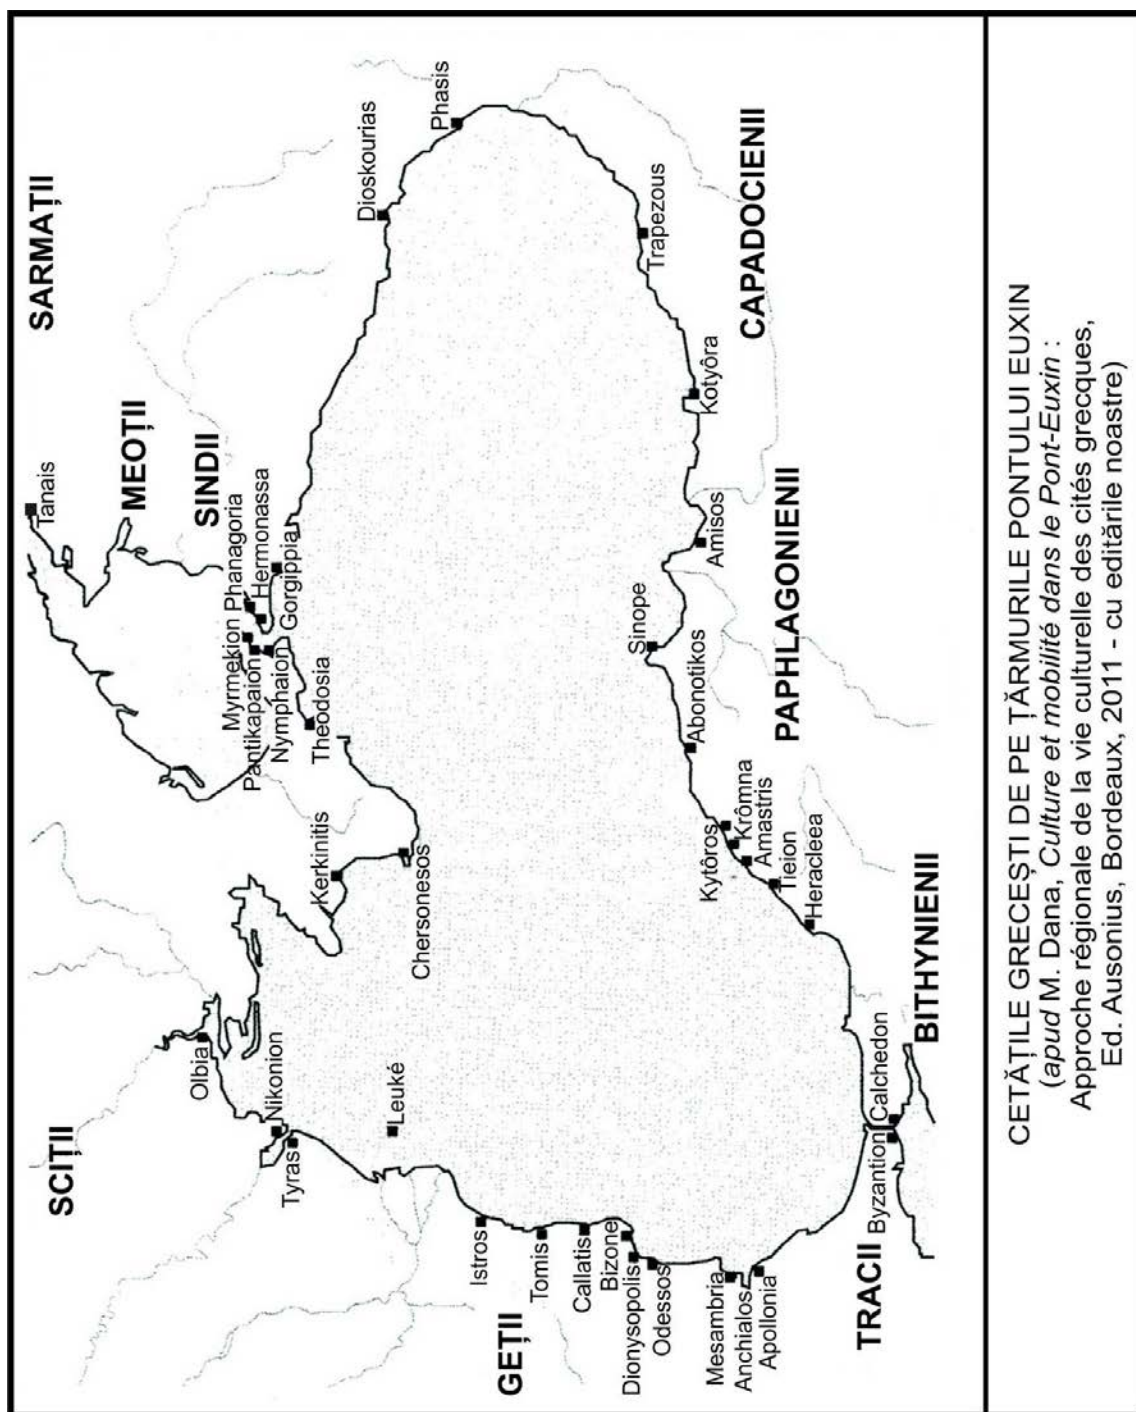 SARMAȚII
Tanais
MEOȚII
SINDII
SCIȚII
Dioskourias
Phasis
Phanagoria
Hermonassa
Gorgippia
Myrmekion
Pantikapaion
Nymphaion
Theodosia
Kerkinitis
Chersonesos
Olbia
Nikonion
Tyras
Leuké
Istros
Tomis
Callatis
Bizone
Dionysopolis
Odessos
GEȚII
Mesambria
Anchialos
Apollonia
TRACII
Byzantion
Calchedon
BITHYNIENII
Heracleea
Tieion
Amastris
Krômna
Kytôros
Abonotikos
Sinope
PAPHLAGONIENII
Amisos
Kotyôra
Trapezous
CAPADOCIENII
CETĂȚILE GRECEȘTI DE PE ȚĂRMURILE PONTULUI EUXIN
(apud M. Dana, Culture et mobilité dans le Pont-Euxin :
Approche régionale de la vie culturelle des cités grecques,
Ed. Ausonius, Bordeaux, 2011 - cu editările noastre)